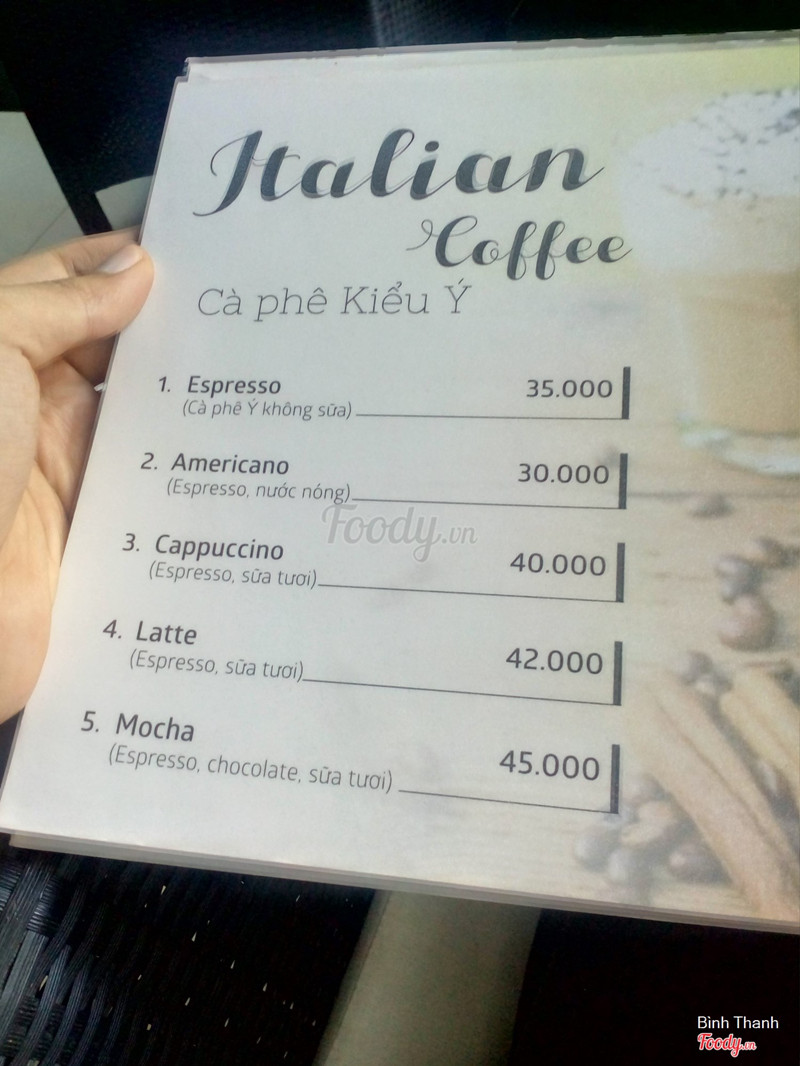 Italian
Coffee
Cà phê Kiểu Ý
1. Espresso 35.000
(Cà phê Ý không sữa)
2. Americano 30.000
(Espresso, nước nóng)
Foody.vn
3. Cappuccino 40.000
(Espresso, sữa tươi)
4. Latte 42.000
(Espresso, sữa tươi)
5. Mocha 45.000
(Espresso, chocolate, sữa tươi)
Bình Thanh
Foody.vn